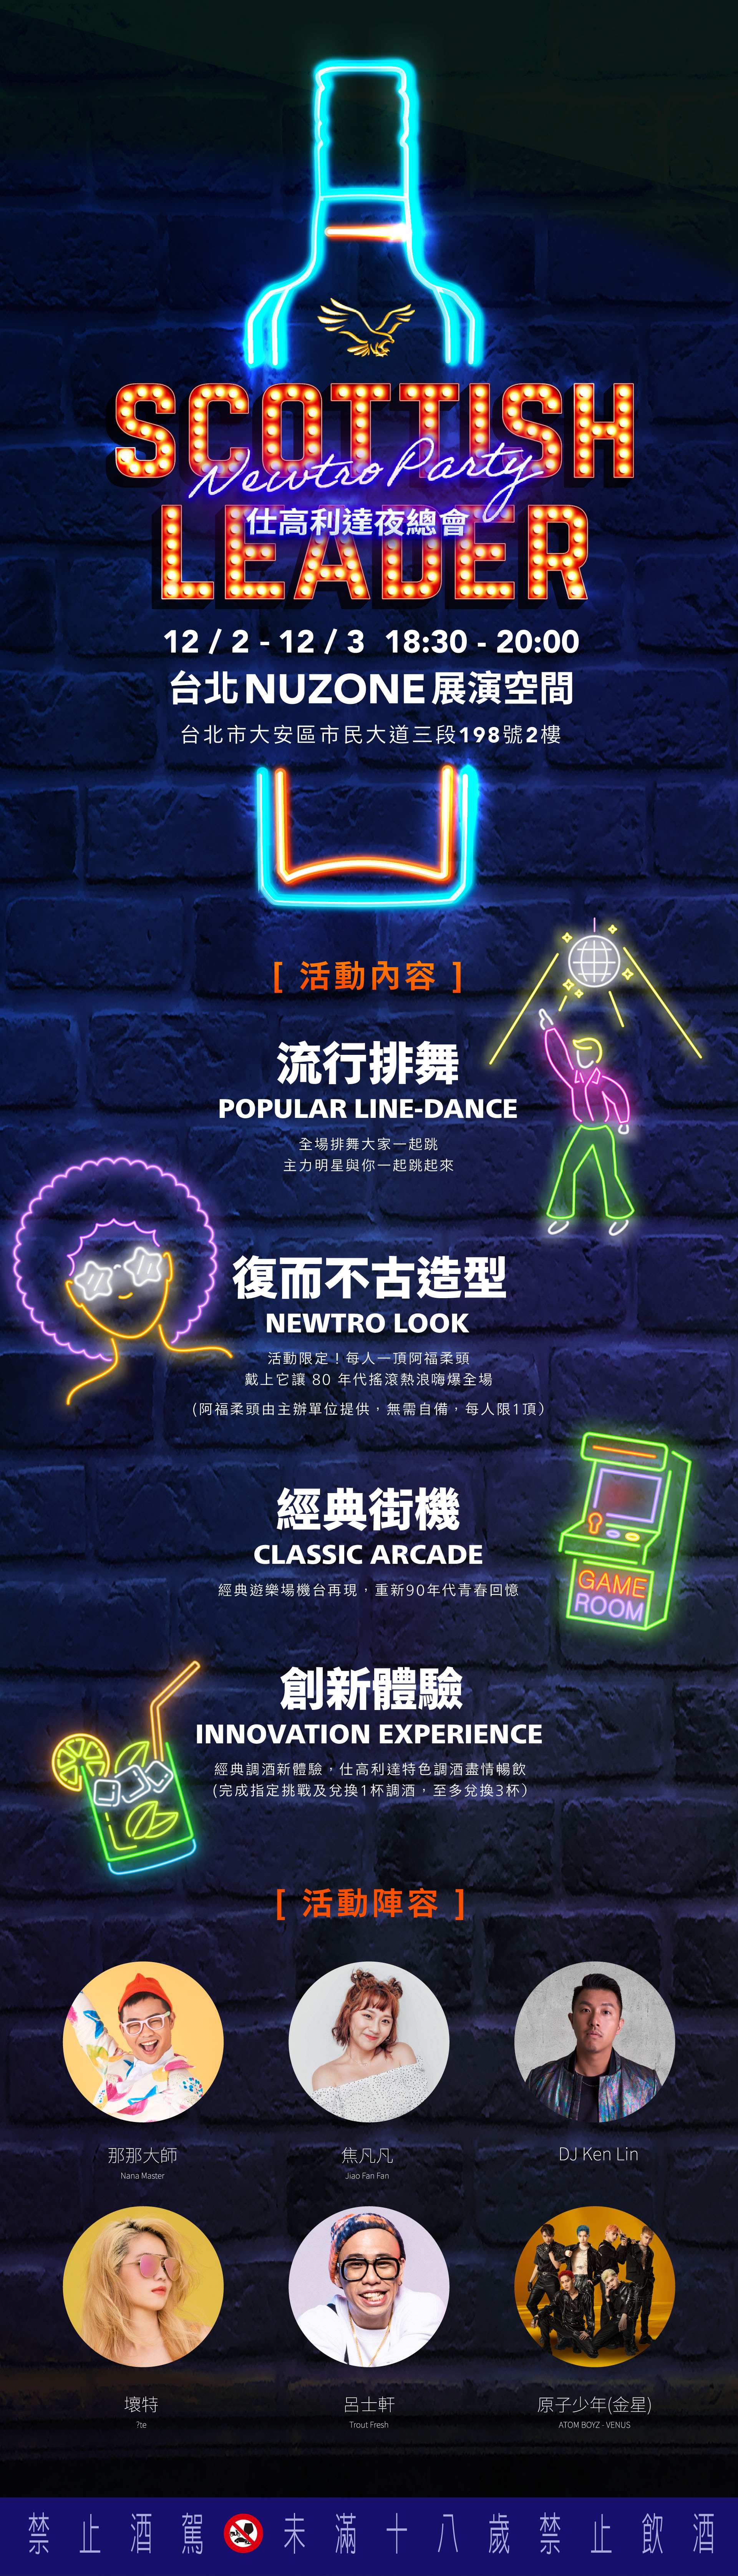 SCOTTISH
Newtro Party
仕高利達夜總會
LEADER
12 / 2 - 12 / 3 18:30 - 20:00
台北NUZONE展演空間
台北市大安區市民大道三段198號2樓
[ 活動內容 ]
流行排舞
POPULAR LINE-DANCE
全場排舞大家一起跳
主力明星與你一起跳起來
復而不古造型
NEWTRO LOOK
活動限定！每人一頂阿福柔頭
戴上它讓 80 年代搖滾熱浪嗨爆全場
(阿福柔頭由主辦單位提供，無需自備，每人限1頂)
經典街機
CLASSIC ARCADE
經典遊樂場機台再現，重新90年代青春回憶
GAME
ROOM
創新體驗
INNOVATION EXPERIENCE
經典調酒新體驗，仕高利達特色調酒盡情暢飲
(完成指定挑戰及兌換1杯調酒，至多兌換3杯)
[ 活動陣容 ]
那那大師
Nana Master
焦凡凡
Jiao Fan Fan
DJ Ken Lin
壞特
?te
呂士軒
Trout Fresh
原子少年(金星)
ATOM BOYZ - VENUS
禁止酒駕 未滿十八歲禁止飲酒